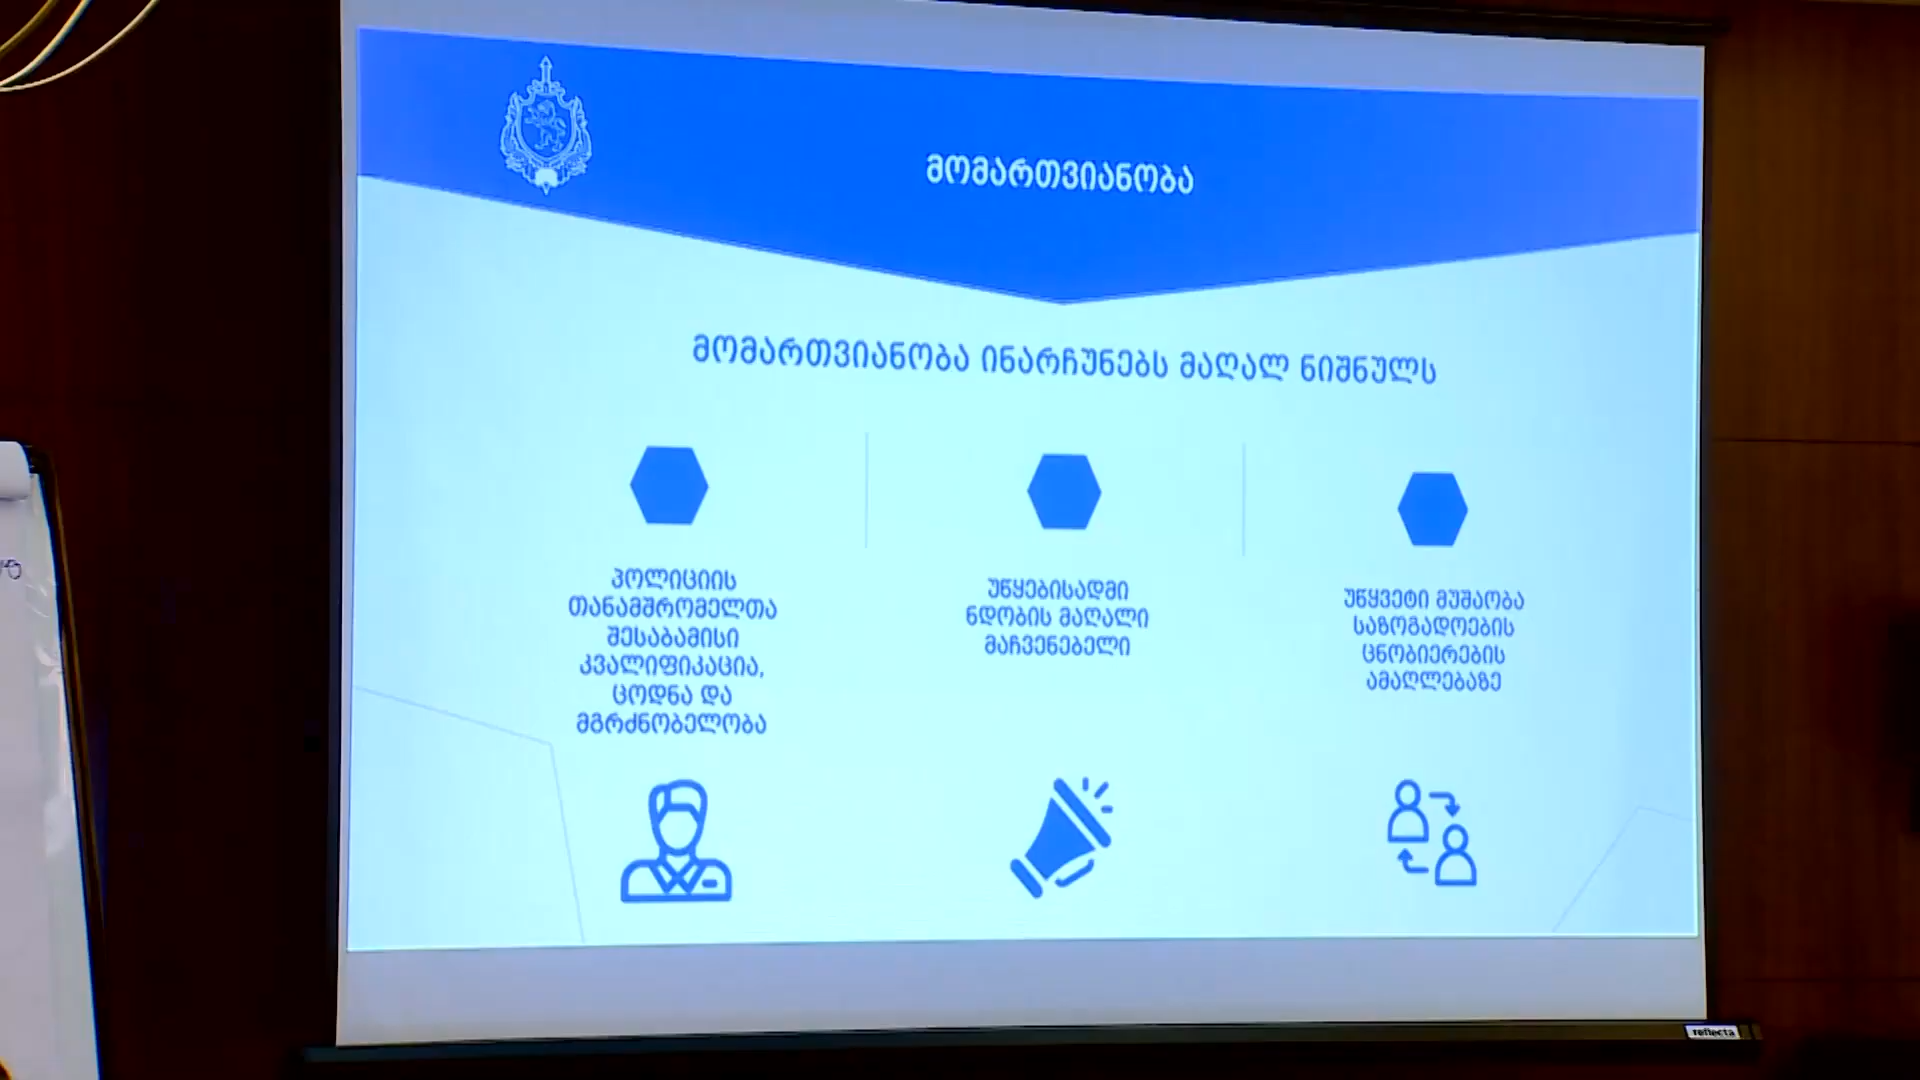 მომართვიანობა
მომართვიანობა ინარჩუნებს მაღალ ნიშნულს
პოლიციის
თანამშრომელთა
შესაბამისი
კვალიფიკაცია,
ცოდნა და
მგრძნობელობა
უწყებისადმი
ნდობის მაღალი
მაჩვენებელი
უწყვეტი მუშაობა
საზოგადოების
ცნობიერების
ამაღლებაზე
reflecta